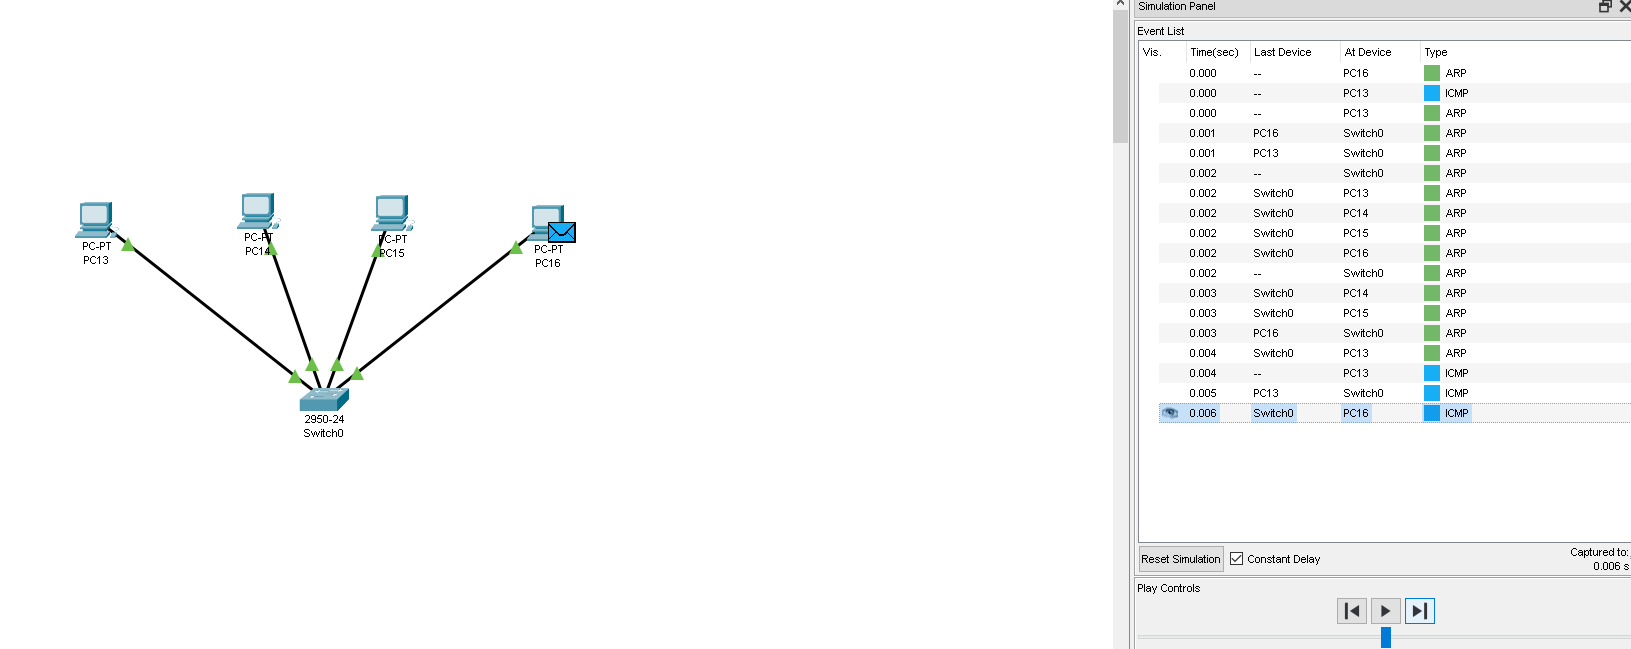 Simulation Panel
Event List
Vis. Time(sec) Last Device At Device Type
0.000 -- PC16 ARP
0.000 -- PC13 ICMP
0.000 -- PC13 ARP
0.001 PC16 Switch0 ARP
0.001 PC13 Switch0 ARP
0.002 -- Switch0 ARP
0.002 Switch0 PC13 ARP
0.002 Switch0 PC14 ARP
0.002 Switch0 PC15 ARP
0.002 Switch0 PC16 ARP
0.002 -- Switch0 ARP
0.003 Switch0 PC14 ARP
0.003 Switch0 PC15 ARP
0.003 PC16 Switch0 ARP
0.004 Switch0 PC13 ARP
0.004 -- PC13 ICMP
0.005 PC13 Switch0 ICMP
0.006 Switch0 PC16 ICMP
Reset Simulation Constant Delay
Captured to:
0.006 s
Play Controls
PC-PT
PC13
PC-PT
PC14
PC-PT
PC15
PC-PT
PC16
2950-24
Switch0